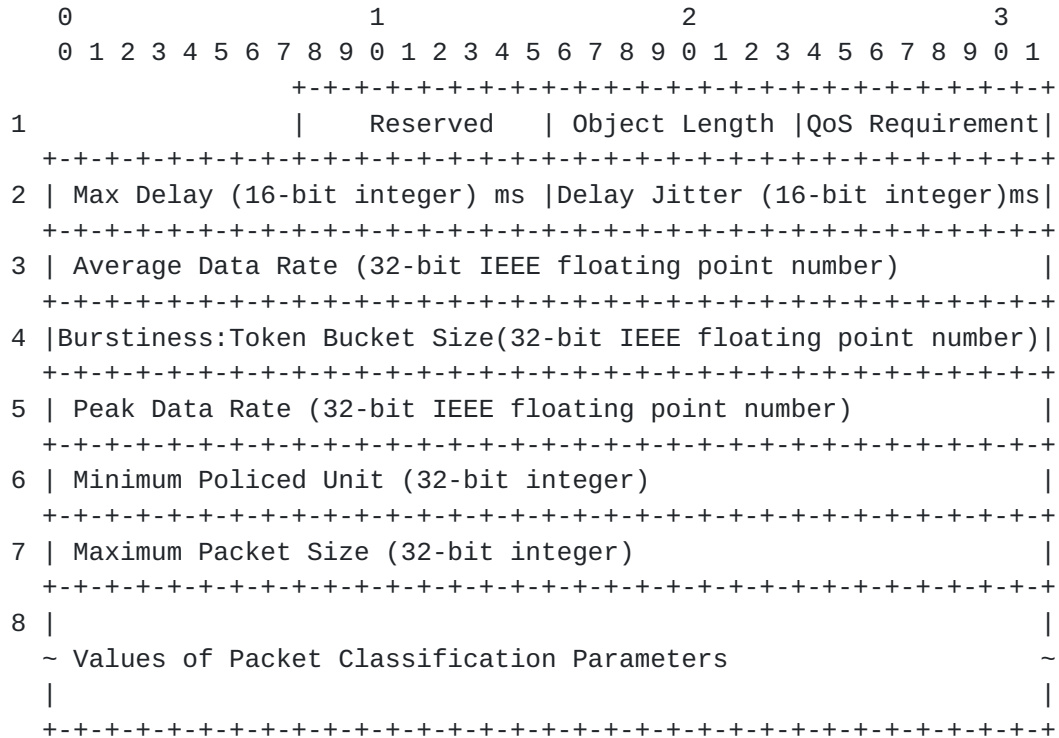 0                   1                   2                   3
    0 1 2 3 4 5 6 7 8 9 0 1 2 3 4 5 6 7 8 9 0 1 2 3 4 5 6 7 8 9 0 1
                   +-+-+-+-+-+-+-+-+-+-+-+-+-+-+-+-+-+-+-+-+-+-+-+-+
1                  |    Reserved   | Object Length |QoS Requirement|
   +-+-+-+-+-+-+-+-+-+-+-+-+-+-+-+-+-+-+-+-+-+-+-+-+-+-+-+-+-+-+-+-+
2  | Max Delay (16-bit integer) ms |Delay Jitter (16-bit integer)ms|
   +-+-+-+-+-+-+-+-+-+-+-+-+-+-+-+-+-+-+-+-+-+-+-+-+-+-+-+-+-+-+-+-+
3  | Average Data Rate (32-bit IEEE floating point number)         |
   +-+-+-+-+-+-+-+-+-+-+-+-+-+-+-+-+-+-+-+-+-+-+-+-+-+-+-+-+-+-+-+-+
4  |Burstiness:Token Bucket Size(32-bit IEEE floating point number)|
   +-+-+-+-+-+-+-+-+-+-+-+-+-+-+-+-+-+-+-+-+-+-+-+-+-+-+-+-+-+-+-+-+
5  | Peak Data Rate (32-bit IEEE floating point number)            |
   +-+-+-+-+-+-+-+-+-+-+-+-+-+-+-+-+-+-+-+-+-+-+-+-+-+-+-+-+-+-+-+-+
6  | Minimum Policed Unit (32-bit integer)                         |
   +-+-+-+-+-+-+-+-+-+-+-+-+-+-+-+-+-+-+-+-+-+-+-+-+-+-+-+-+-+-+-+-+
7  | Maximum Packet Size (32-bit integer)                          |
   +-+-+-+-+-+-+-+-+-+-+-+-+-+-+-+-+-+-+-+-+-+-+-+-+-+-+-+-+-+-+-+-+
8  |                                                               |
   ~ Values of Packet Classification Parameters                    ~
   |                                                               |
   +-+-+-+-+-+-+-+-+-+-+-+-+-+-+-+-+-+-+-+-+-+-+-+-+-+-+-+-+-+-+-+-+